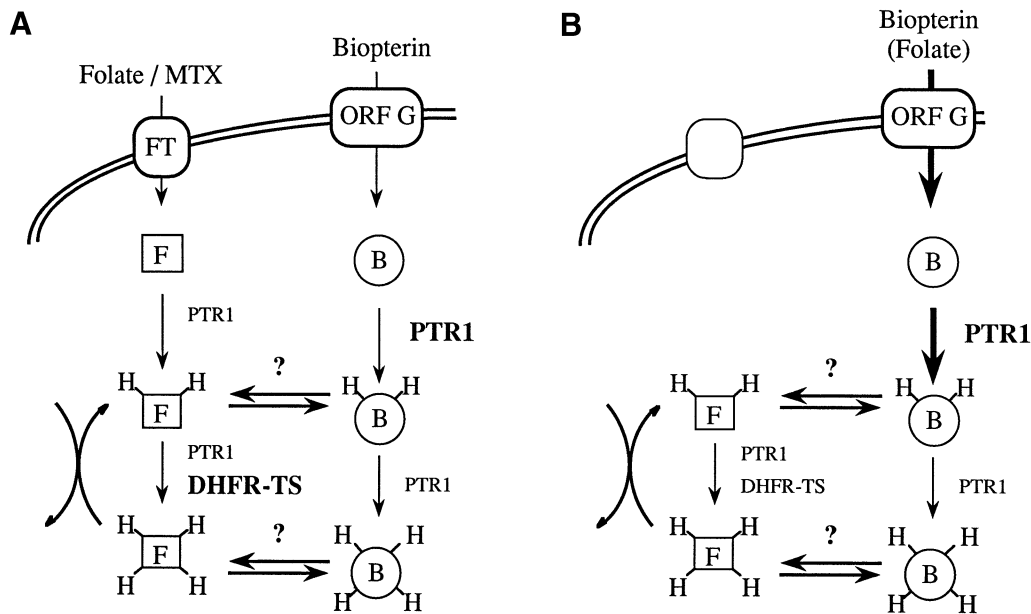 A
Folate / MTX
Biopterin
FT
ORF G
F
B
PTR1
PTR1
?
H H
F
H H
B
PTR1
DHFR-TS
PTR1
?
H H
F
H H
H H
B
H H
B
Biopterin
(Folate)
ORF G
B
PTR1
?
H H
F
H H
B
PTR1
DHFR-TS
PTR1
?
H H
F
H H
H H
B
H H